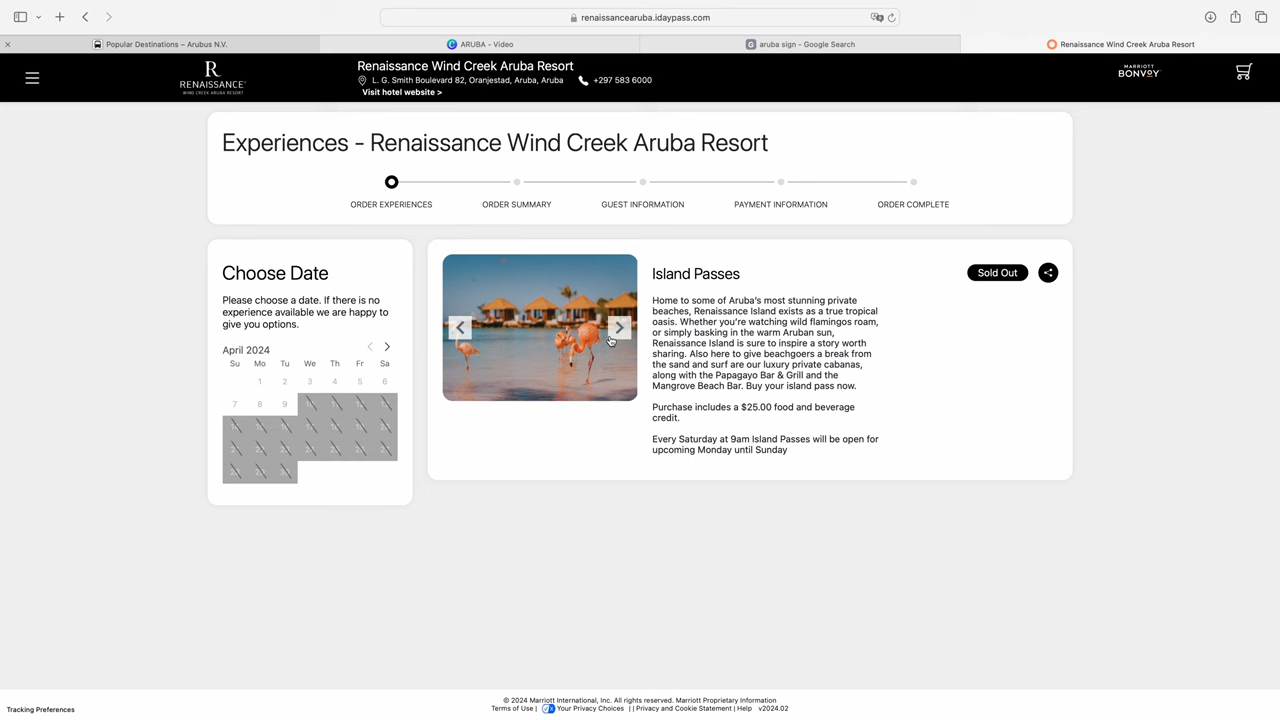 renaissancearuba.idaypass.com
Popular Destinations – Arubus N.V.
ARUBA - Video
aruba sign - Google Search
Renaissance Wind Creek Aruba Resort
R
RENAISSANCE
WIND CREEK ARUBA RESORT
Renaissance Wind Creek Aruba Resort
L. G. Smith Boulevard 82, Oranjestad, Aruba, Aruba +297 583 6000
Visit hotel website >
MARRIOTT
BONVOY
Experiences - Renaissance Wind Creek Aruba Resort
ORDER EXPERIENCES ORDER SUMMARY GUEST INFORMATION PAYMENT INFORMATION ORDER COMPLETE
Choose Date
Please choose a date. If there is no
experience available we are happy to
give you options.
April 2024
Su Mo Tu We Th Fr Sa
1 2 3 4 5 6
7 8 9
Island Passes
Sold Out
Home to some of Aruba's most stunning private
beaches, Renaissance Island exists as a true tropical
oasis. Whether you're watching wild flamingos roam,
or simply basking in the warm Aruban sun,
Renaissance Island is sure to inspire a story worth
sharing. Also here to give beachgoers a break from
the sand and surf are our luxury private cabanas,
along with the Papagayo Bar & Grill and the
Mangrove Beach Bar. Buy your island pass now.
Purchase includes a $25.00 food and beverage
credit.
Every Saturday at 9am Island Passes will be open for
upcoming Monday until Sunday
© 2024 Marriott International, Inc. All rights reserved. Marriott Proprietary Information
Terms of Use | Your Privacy Choices | | Privacy and Cookie Statement | Help v2024.02
Tracking Preferences